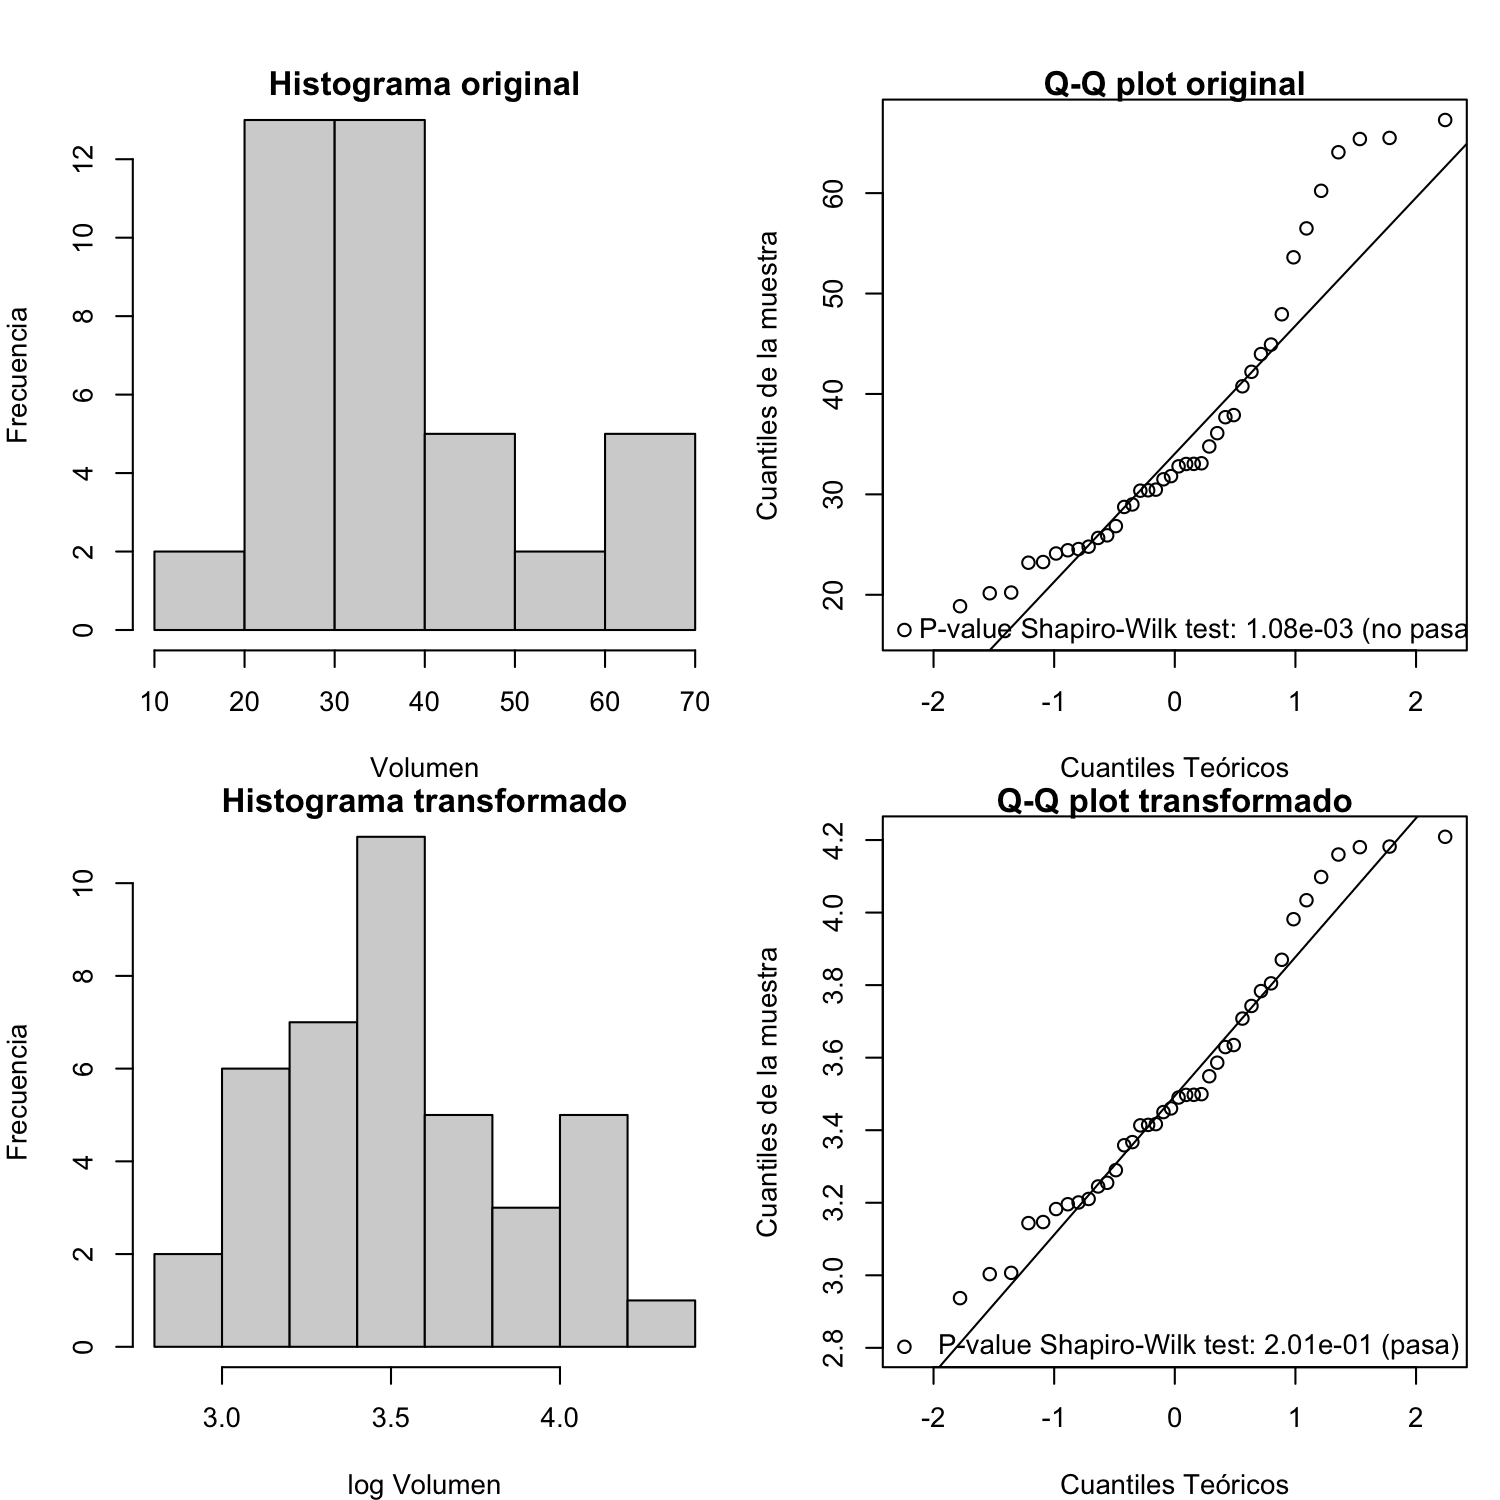 Histograma original
Frecuencia
0 2 4 6 8 10 12
10 20 30 40 50 60 70
Volumen
Q-Q plot original
Cuantiles de la muestra
20 30 40 50 60
P-value Shapiro-Wilk test: 1.08e-03 (no pasa
-2 -1 0 1 2
Cuantiles Teóricos
Histograma transformado
Frecuencia
0 2 4 6 8 10
3.0 3.5 4.0
log Volumen
Q-Q plot transformado
Cuantiles de la muestra
2.8 3.0 3.2 3.4 3.6 3.8 4.0 4.2
P-value Shapiro-Wilk test: 2.01e-01 (pasa)
-2 -1 0 1 2
Cuantiles Teóricos